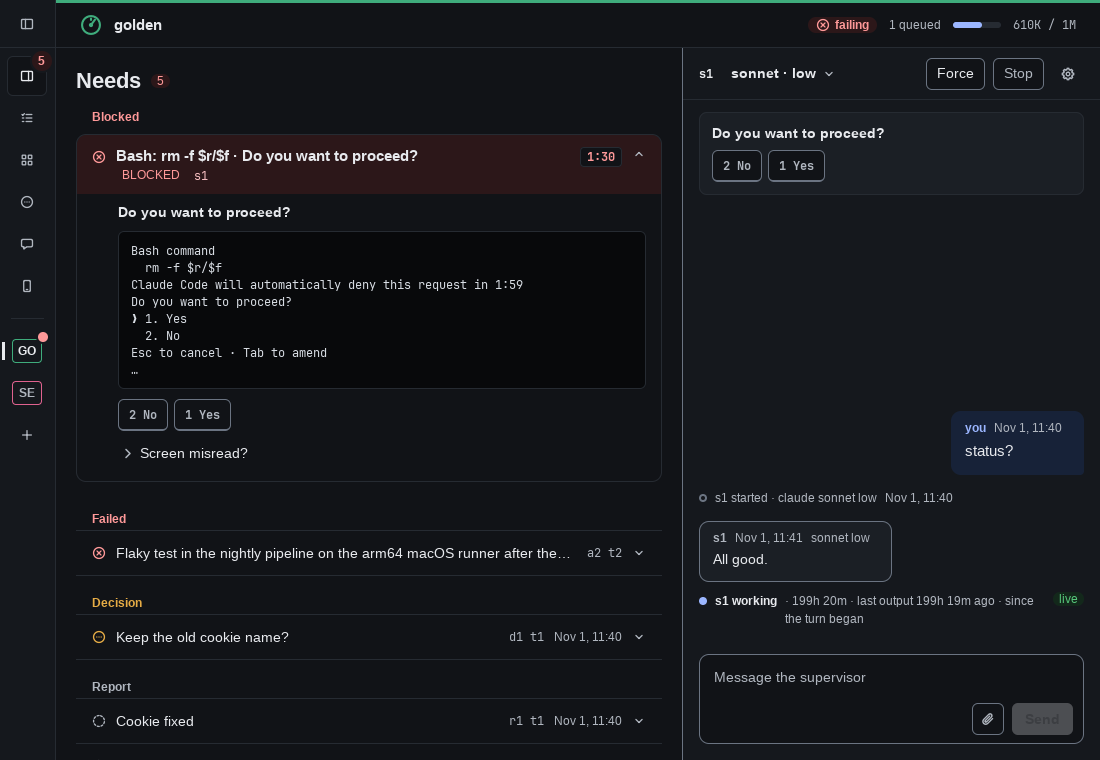 golden
failing
1 queued
610K / 1M
5
GO
SE
Needs 5
Blocked
Bash: rm -f $r/$f · Do you want to proceed?
1:30
BLOCKED s1
Do you want to proceed?
Bash command
rm -f $r/$f
Claude Code will automatically deny this request in 1:59
Do you want to proceed?
❯ 1. Yes
2. No
Esc to cancel · Tab to amend
…
2 No
1 Yes
Screen misread?
Failed
Flaky test in the nightly pipeline on the arm64 macOS runner after the… a2 t2
Decision
Keep the old cookie name? d1 t1 Nov 1, 11:40
Report
Cookie fixed r1 t1 Nov 1, 11:40
s1 sonnet · low
Force
Stop
Do you want to proceed?
2 No
1 Yes
you Nov 1, 11:40
status?
s1 started · claude sonnet low Nov 1, 11:40
s1 Nov 1, 11:41 sonnet low
All good.
s1 working · 199h 20m · last output 199h 19m ago · since
the turn began
live
Message the supervisor
Send